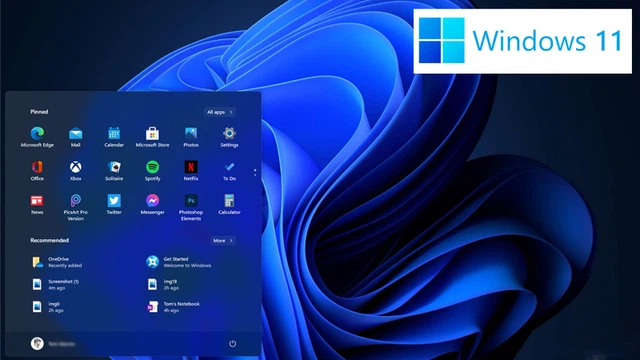 Windows 11
Pinned
All apps >
Microsoft Edge
Mail
Calendar
Microsoft Store
Photos
Settings
Office
Xbox
Solitaire
Spotify
Netflix
To Do
News
PicsArt Pro
Version
Twitter
Messenger
Photoshop
Elements
Calculator
Recommended
More >
OneDrive
Recently added
Get Started
Welcome to Windows
Screenshot (1)
4m ago
img19
2h ago
img0
2h ago
Tom's Notebook
4h ago